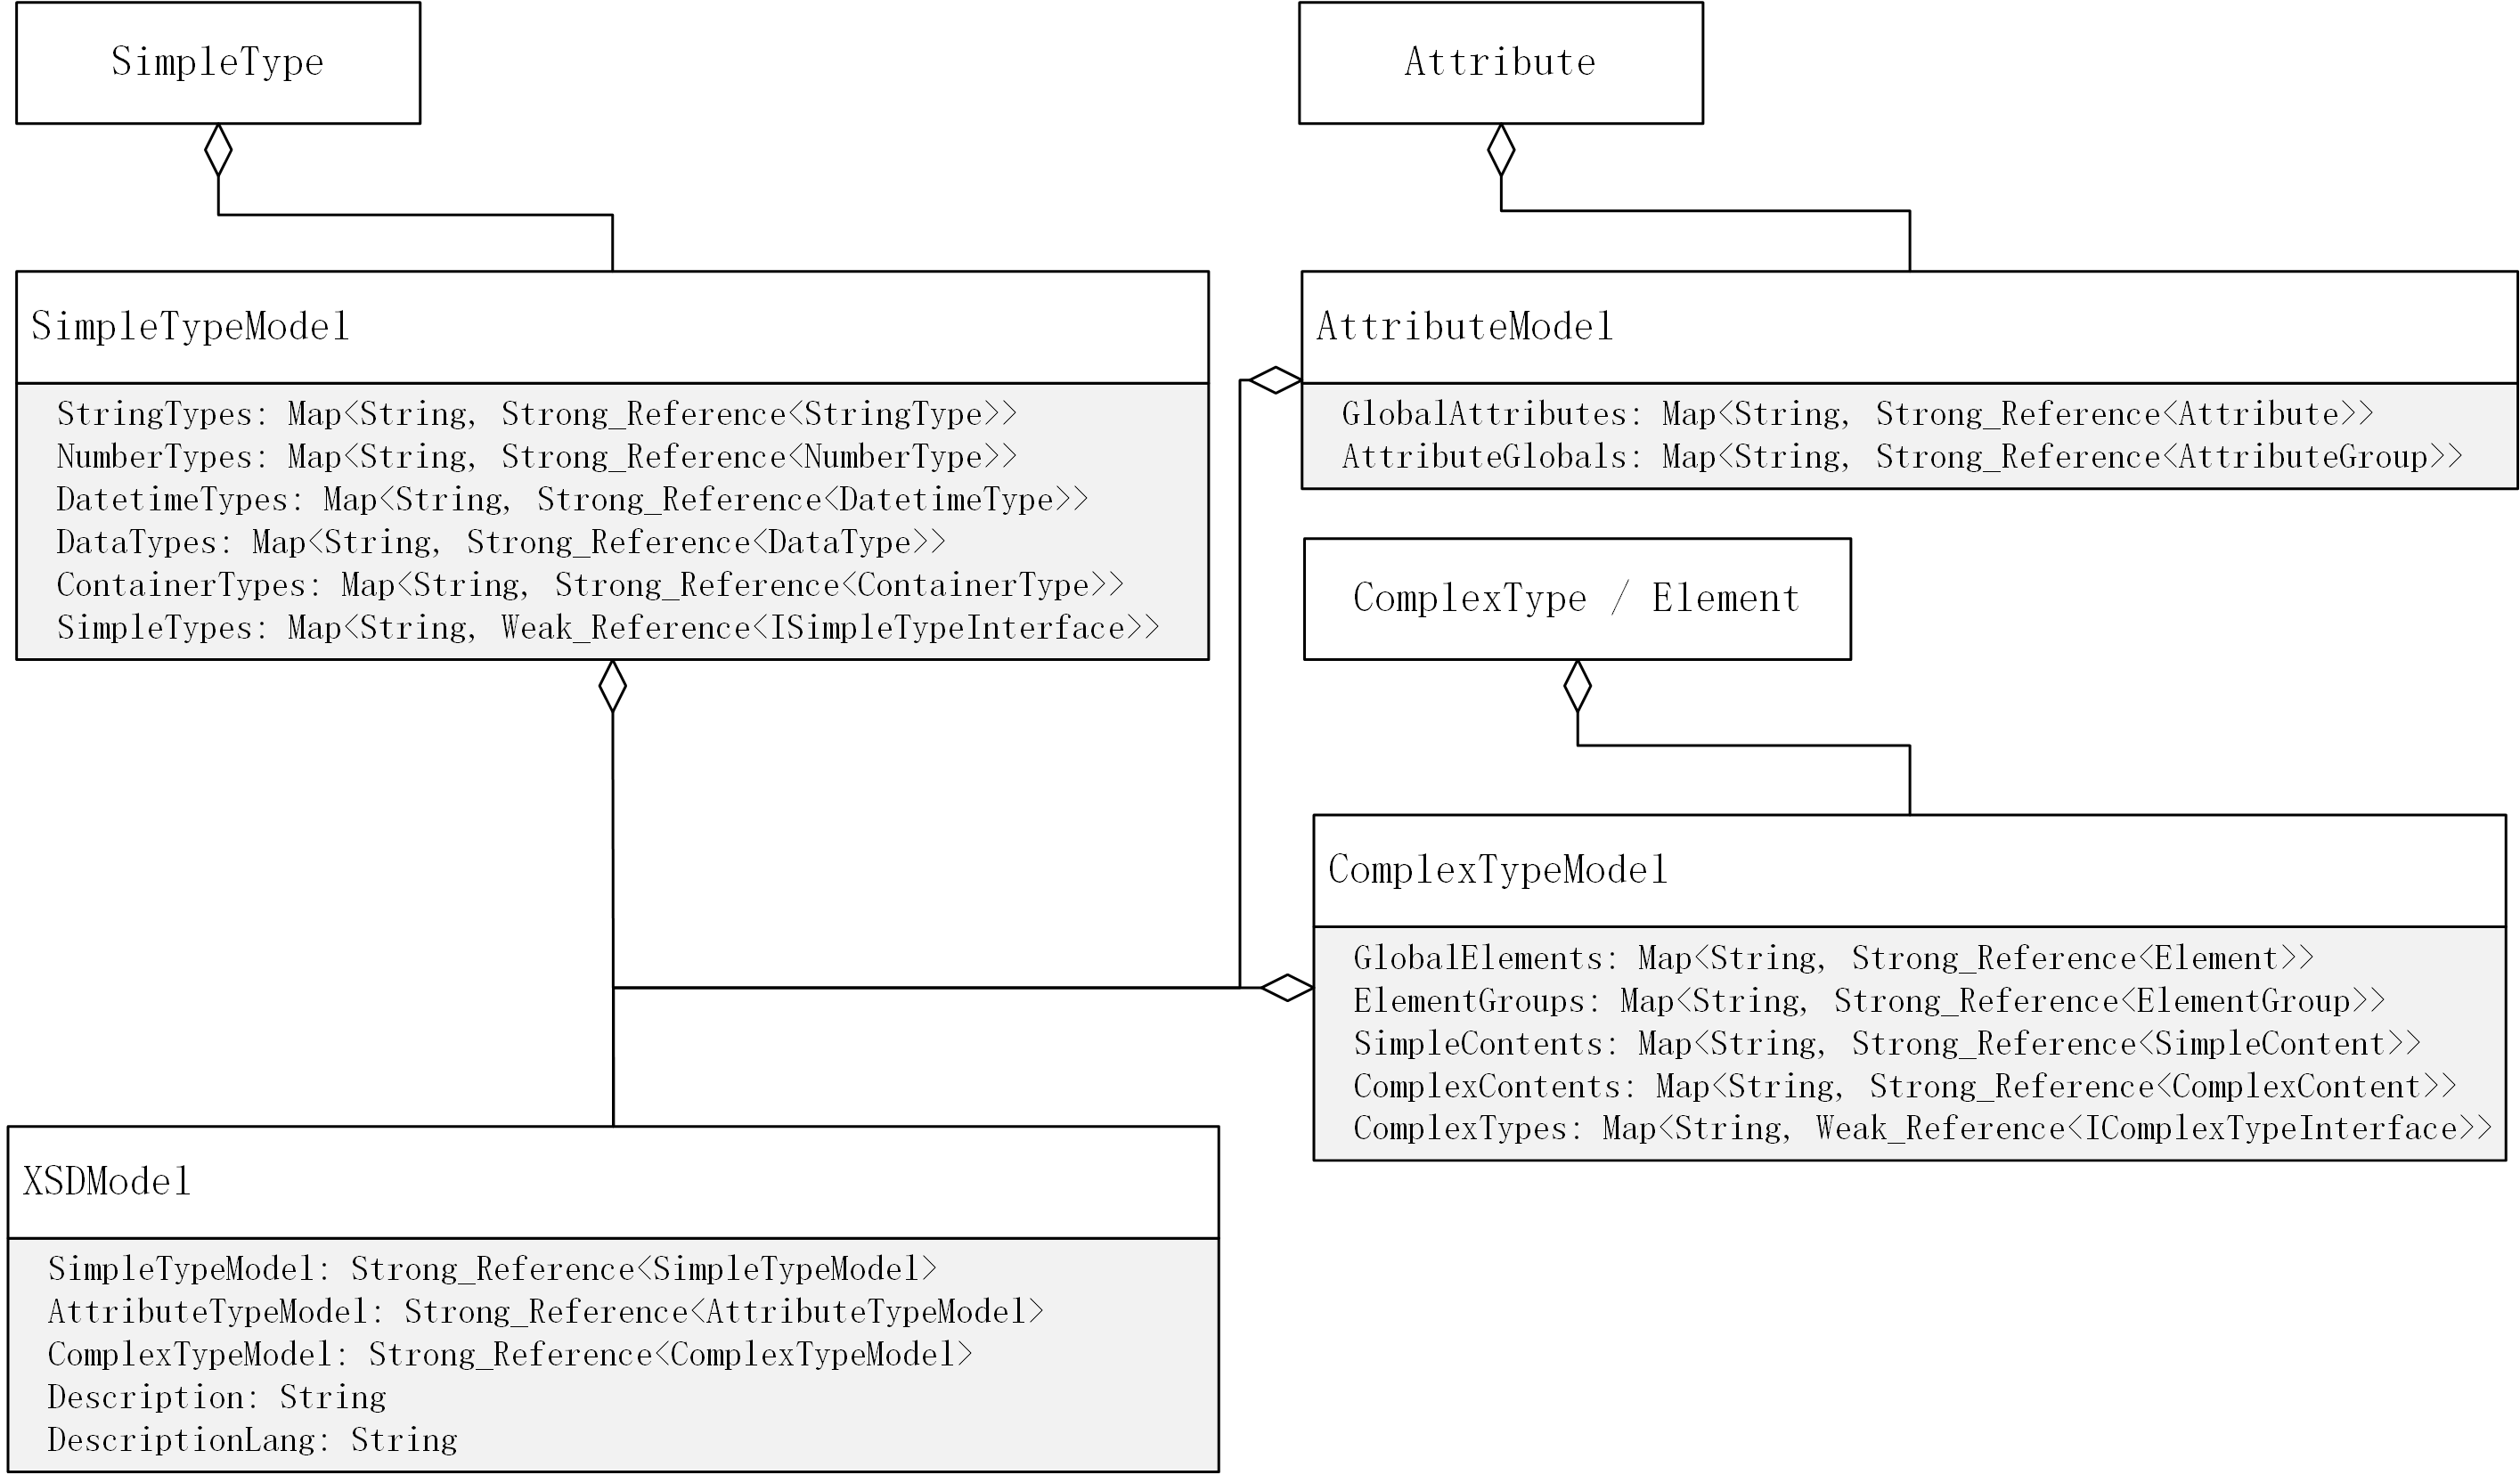 SimpleType
Attribute
SimpleTypeModel
StringTypes: Map<String, Strong_Reference<StringType>>
NumberTypes: Map<String, Strong_Reference<NumberType>>
DatetimeTypes: Map<String, Strong_Reference<DatetimeType>>
DataTypes: Map<String, Strong_Reference<DataType>>
ContainerTypes: Map<String, Strong_Reference<ContainerType>>
SimpleTypes: Map<String, Weak_Reference<ISimpleTypeInterface>>
AttributeModel
GlobalAttributes: Map<String, Strong_Reference<Attribute>>
AttributeGlobals: Map<String, Strong_Reference<AttributeGroup>>
ComplexType / Element
ComplexTypeModel
GlobalElements: Map<String, Strong_Reference<Element>>
ElementGroups: Map<String, Strong_Reference<ElementGroup>>
SimpleContents: Map<String, Strong_Reference<SimpleContent>>
ComplexContents: Map<String, Strong_Reference<ComplexContent>>
ComplexTypes: Map<String, Weak_Reference<IComplexTypeInterface>>
XSDModel
SimpleTypeModel: Strong_Reference<SimpleTypeModel>
AttributeTypeModel: Strong_Reference<AttributeTypeModel>
ComplexTypeModel: Strong_Reference<ComplexTypeModel>
Description: String
DescriptionLang: String